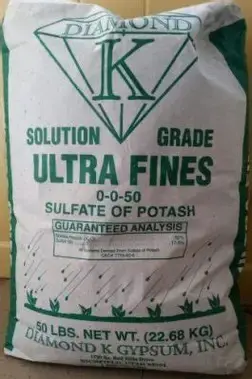 DIAMOND
K
SOLUTION GRADE
ULTRA FINES
0-0-50
SULFATE OF POTASH
GUARANTEED ANALYSIS
50 LBS. NET WT. (22.68 KG)
DIAMOND K GYPSUM, INC.